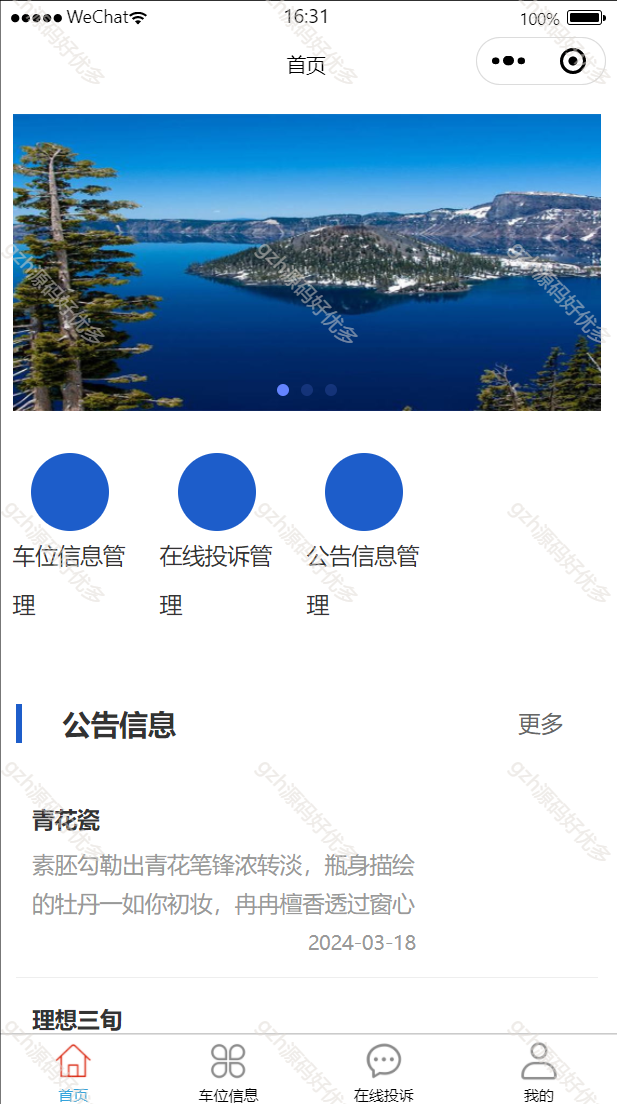 WeChat 16:31 100%
首页
车位信息管
理
在线投诉管
理
公告信息管
理
公告信息 更多
青花瓷
素胚勾勒出青花笔锋浓转淡，瓶身描绘
的牡丹一如你初妆，冉冉檀香透过窗心
2024-03-18
理想三旬
首页 车位信息 在线投诉 我的
gzh源码好优多